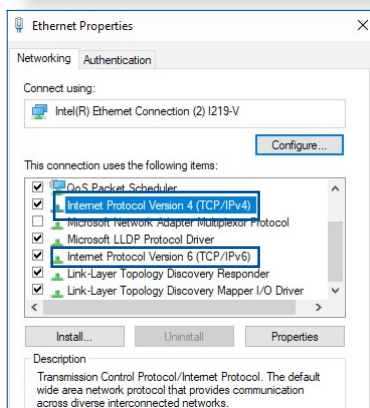 Ethernet Properties
Networking Authentication
Connect using:
Intel(R) Ethernet Connection (2) I219-V
Configure...
This connection uses the following items:
QoS Packet Scheduler
Internet Protocol Version 4 (TCP/IPv4)
Microsoft Network Adapter Multiplexor Protocol
Microsoft LLDP Protocol Driver
Internet Protocol Version 6 (TCP/IPv6)
Link-Layer Topology Discovery Responder
Link-Layer Topology Discovery Mapper I/O Driver
Install... Uninstall Properties
Description
Transmission Control Protocol/Internet Protocol. The default
wide area network protocol that provides communication
across diverse interconnected networks.